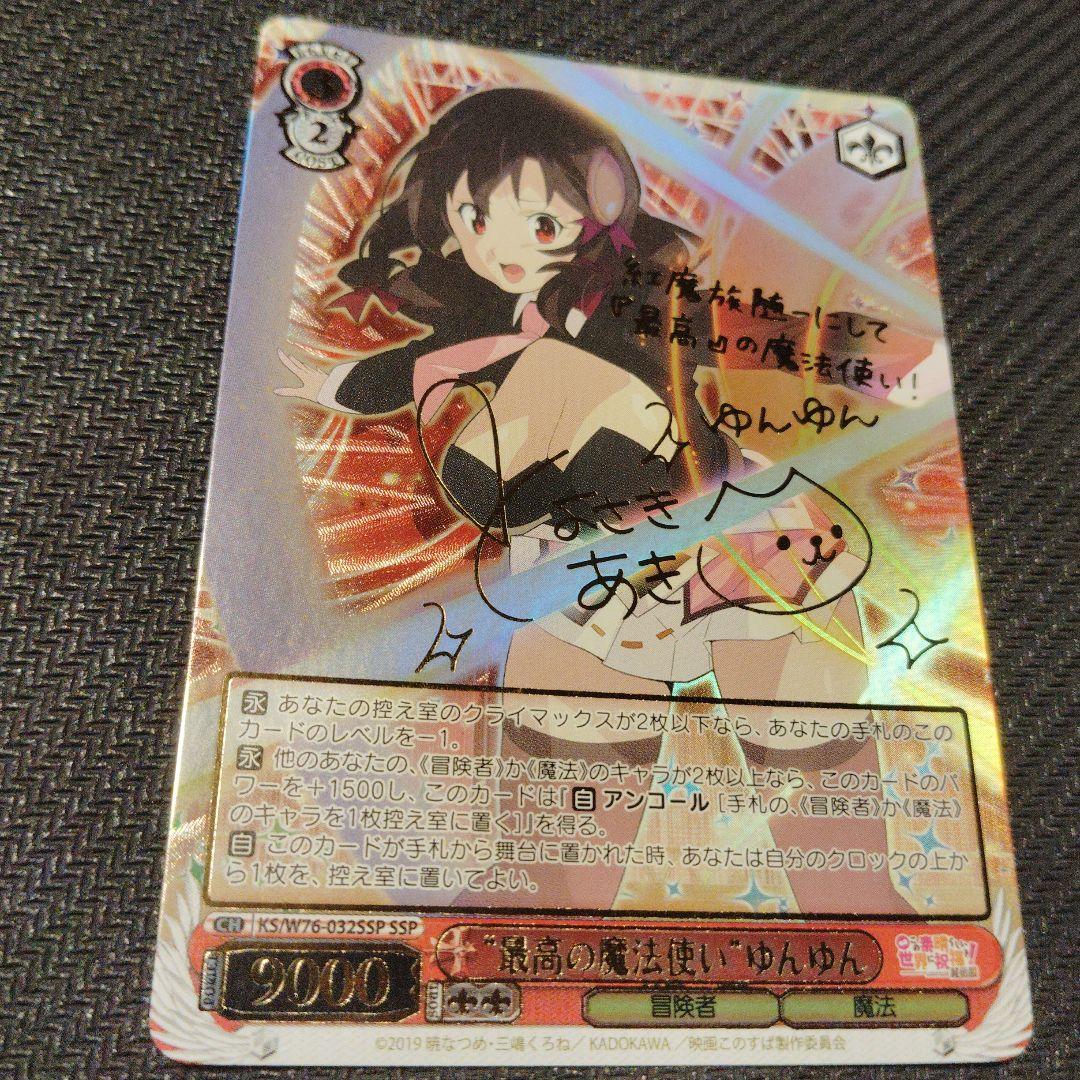 2
COST
紅魔族随一にして
『最高』の魔法使い！
ゆんゆん
とよさき
あき
永 あなたの控え室のクライマックスが2枚以下なら、あなたの手札のこの
カードのレベルを－1。
永 他のあなたの、《冒険者》か《魔法》のキャラが2枚以上なら、このカードのパ
ワーを＋1500し、このカードは「自 アンコール ［手札の、《冒険者》か《魔法》
のキャラを1枚控え室に置く］」を得る。
自 このカードが手札から舞台に置かれた時、あなたは自分のクロックの上か
ら1枚を、控え室に置いてよい。
CH KS/W76-032SSP SSP
POWER 9000
"最高の魔法使い"ゆんゆん
冒険者 魔法
©2019 暁なつめ・三嶋くろね／KADOKAWA／映画このすば製作委員会